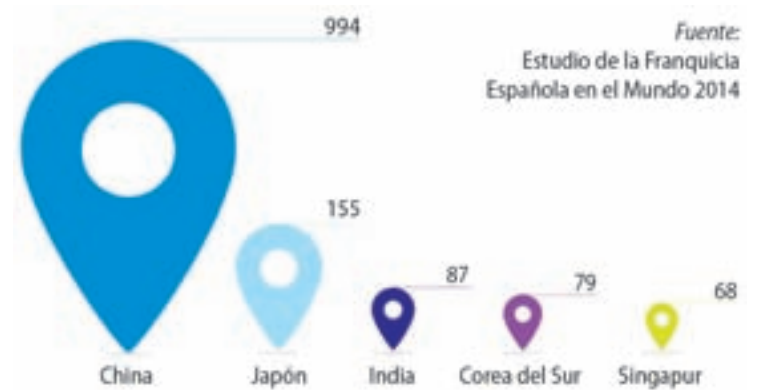 994
Fuente:
Estudio de la Franquicia
Española en el Mundo 2014
155
87
79
68
China
Japón
India
Corea del Sur
Singapur